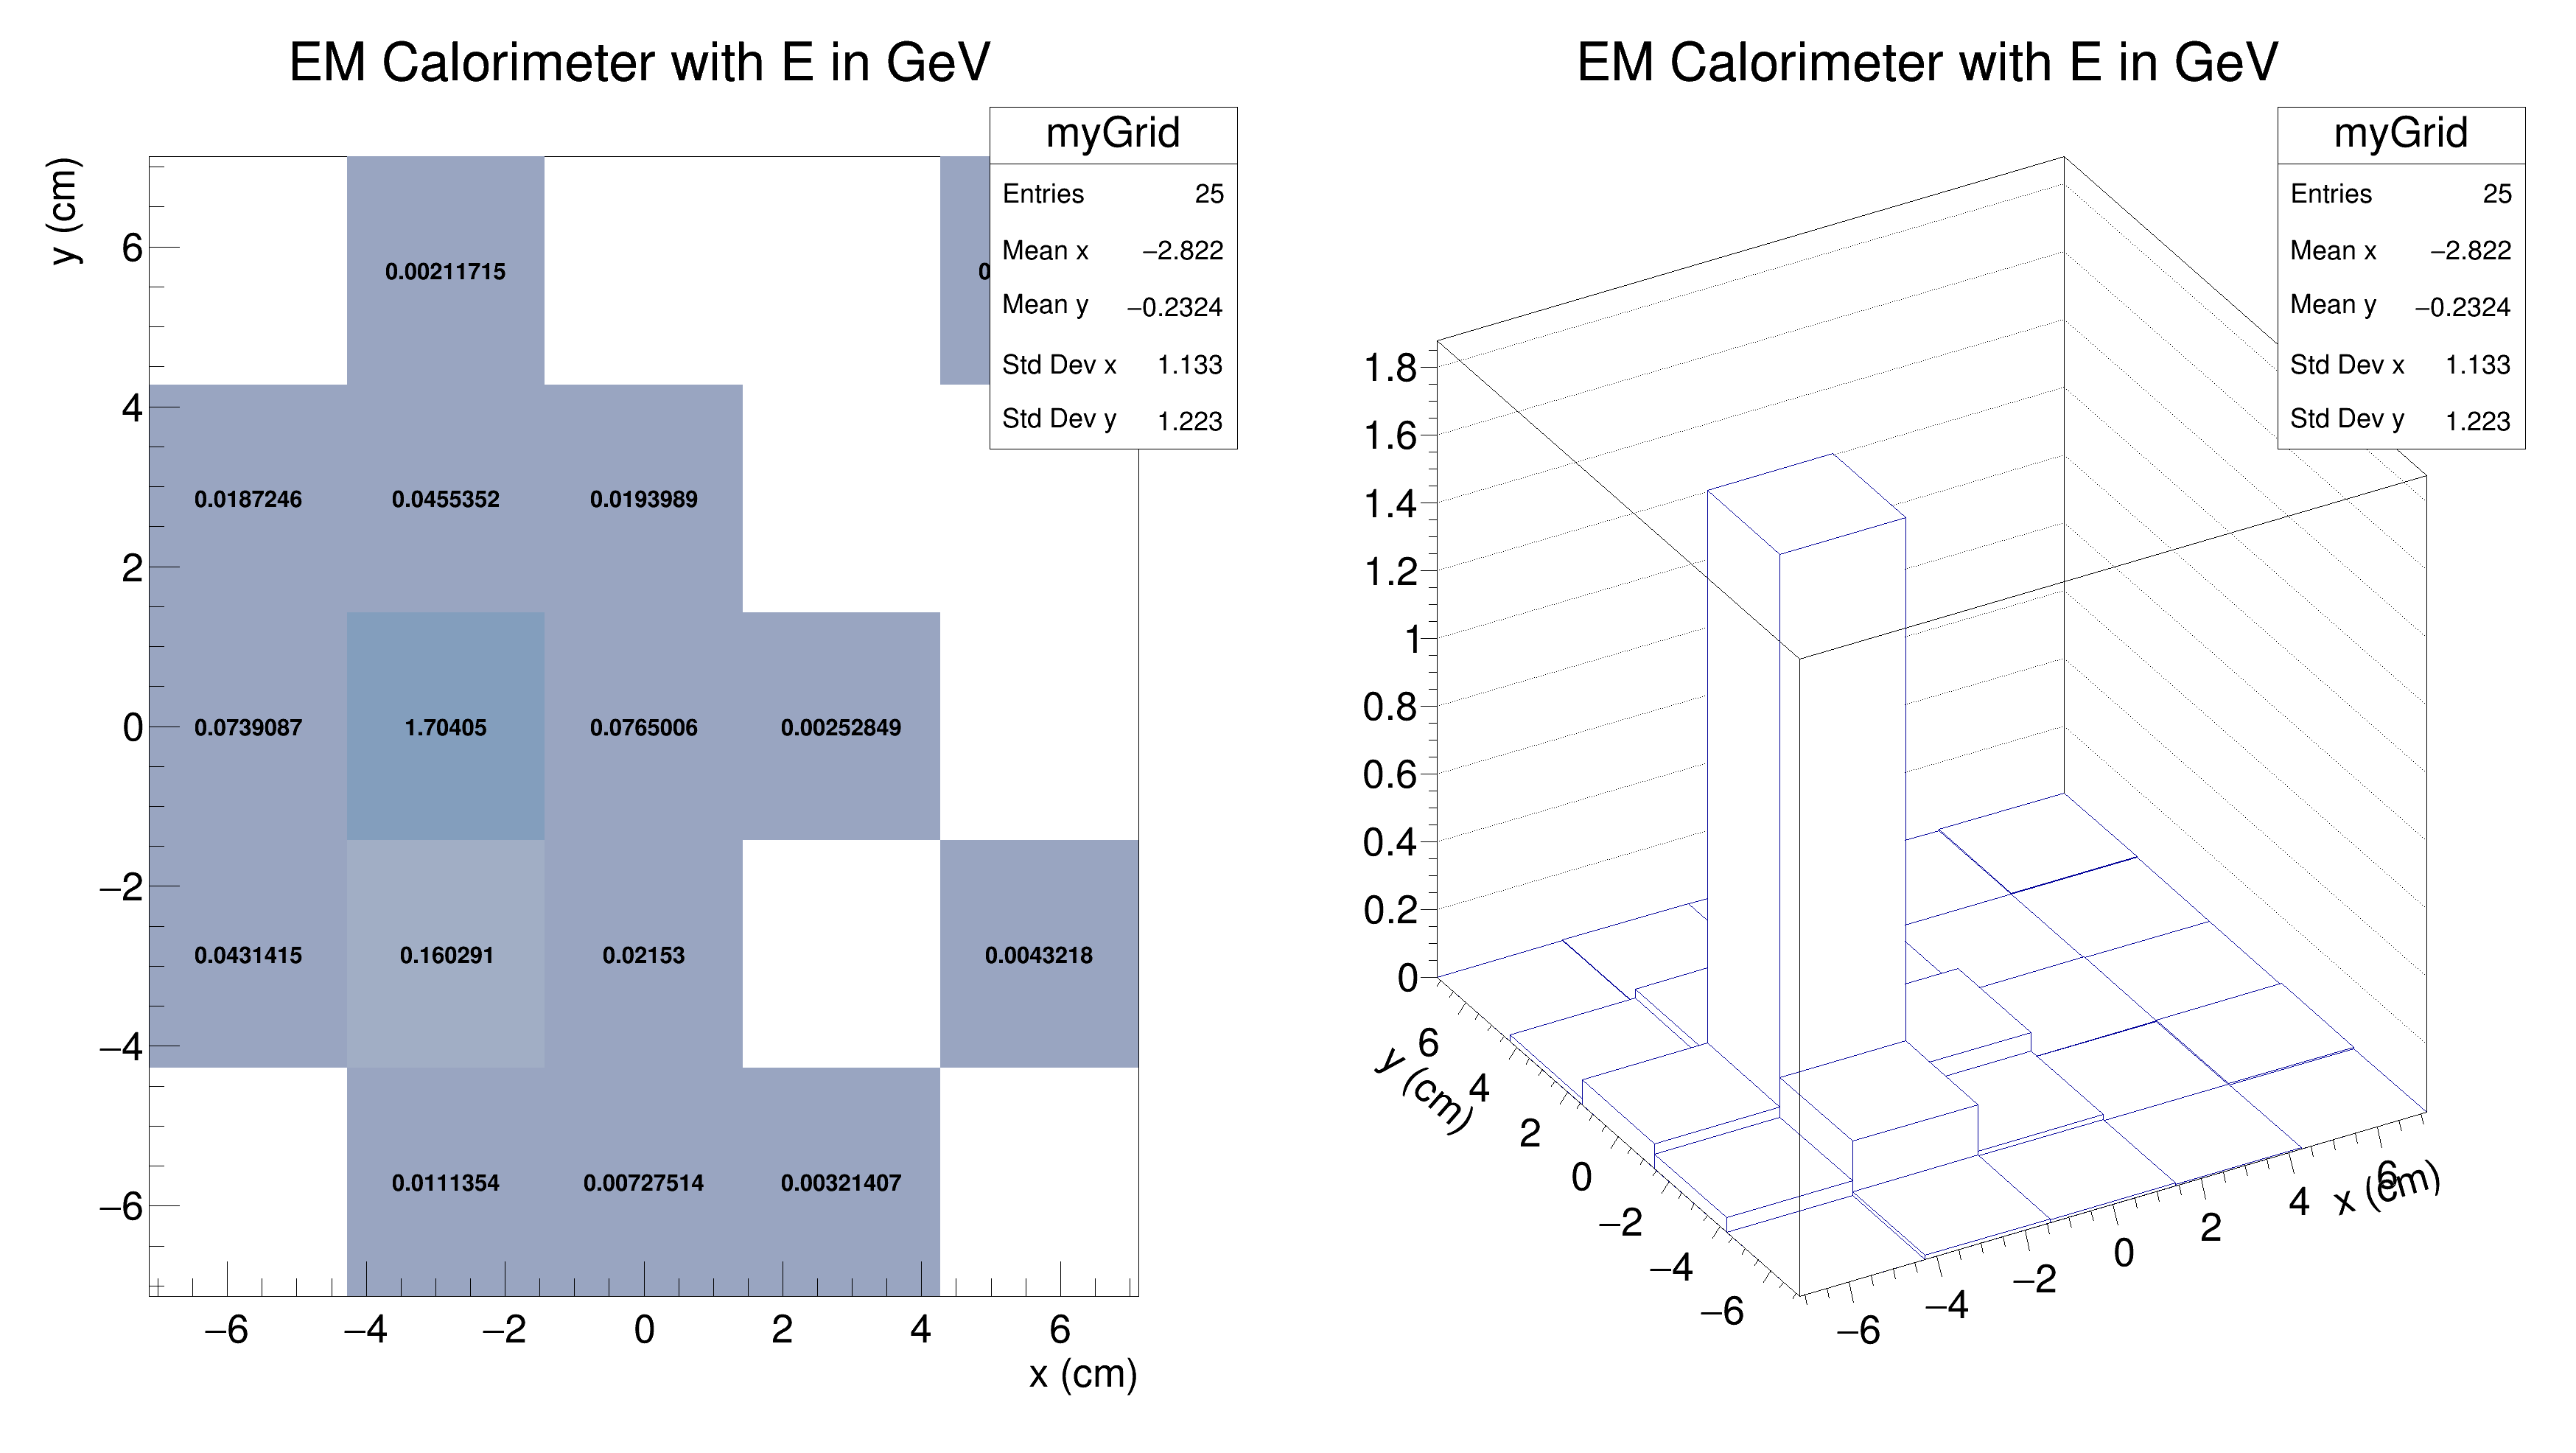 EM Calorimeter with E in GeV
myGrid
Entries 25
Mean x −2.822
Mean y −0.2324
Std Dev x 1.133
Std Dev y 1.223
y (cm)
6
4
2
0
−2
−4
−6
0.00211715
0.0187246 0.0455352 0.0193989
0.0739087 1.70405 0.0765006 0.00252849
0.0431415 0.160291 0.02153 0.0043218
0.0111354 0.00727514 0.00321407
−6 −4 −2 0 2 4 6
x (cm)
EM Calorimeter with E in GeV
myGrid
Entries 25
Mean x −2.822
Mean y −0.2324
Std Dev x 1.133
Std Dev y 1.223
1.8
1.6
1.4
1.2
1
0.8
0.6
0.4
0.2
0
y (cm)
6
4
2
0
−2
−4
−6
−6 −4 −2 0 2 4 6
x (cm)